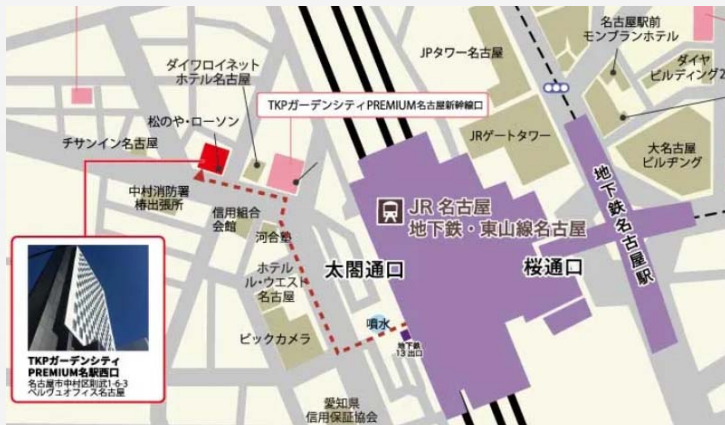 名古屋駅前
モンブランホテル
JPタワー名古屋
ダイヤ
ビルディング2
ダイワロイネット
ホテル名古屋
TKPガーデンシティPREMIUM名古屋新幹線口
松のや・ローソン
チサンイン名古屋
JRゲートタワー
大名古屋
ビルヂング
中村消防署
椿出張所
信用組合
会館
河合塾
JR 名古屋
地下鉄・東山線名古屋
地下鉄名古屋駅
太閤通口
桜通口
ホテル
ル・ウエスト
名古屋
噴水
地下鉄
13出口
ビックカメラ
TKPガーデンシティ
PREMIUM名駅西口
名古屋市中村区則武1-6-3
ベルヴュオフィス名古屋
愛知県
信用保証協会